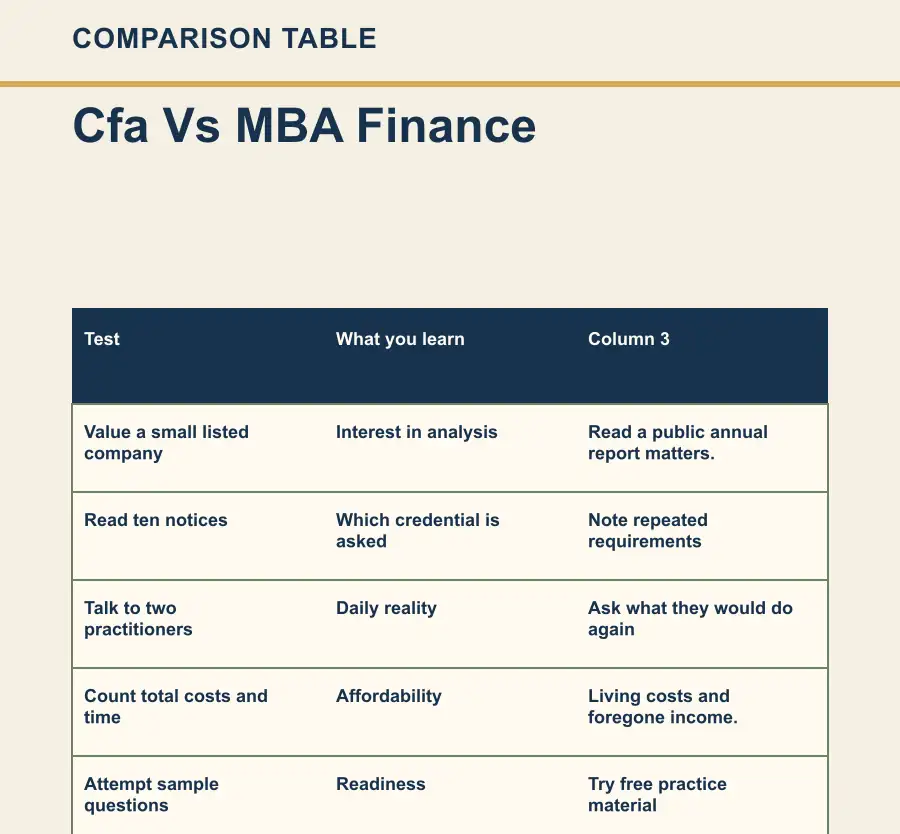 COMPARISON TABLE
Cfa Vs MBA Finance
Test
What you learn
Column 3
Value a small listed
company
Interest in analysis
Read a public annual
report matters.
Read ten notices
Which credential is
asked
Note repeated
requirements
Talk to two
practitioners
Daily reality
Ask what they would do
again
Count total costs and
time
Affordability
Living costs and
foregone income.
Attempt sample
questions
Readiness
Try free practice
material